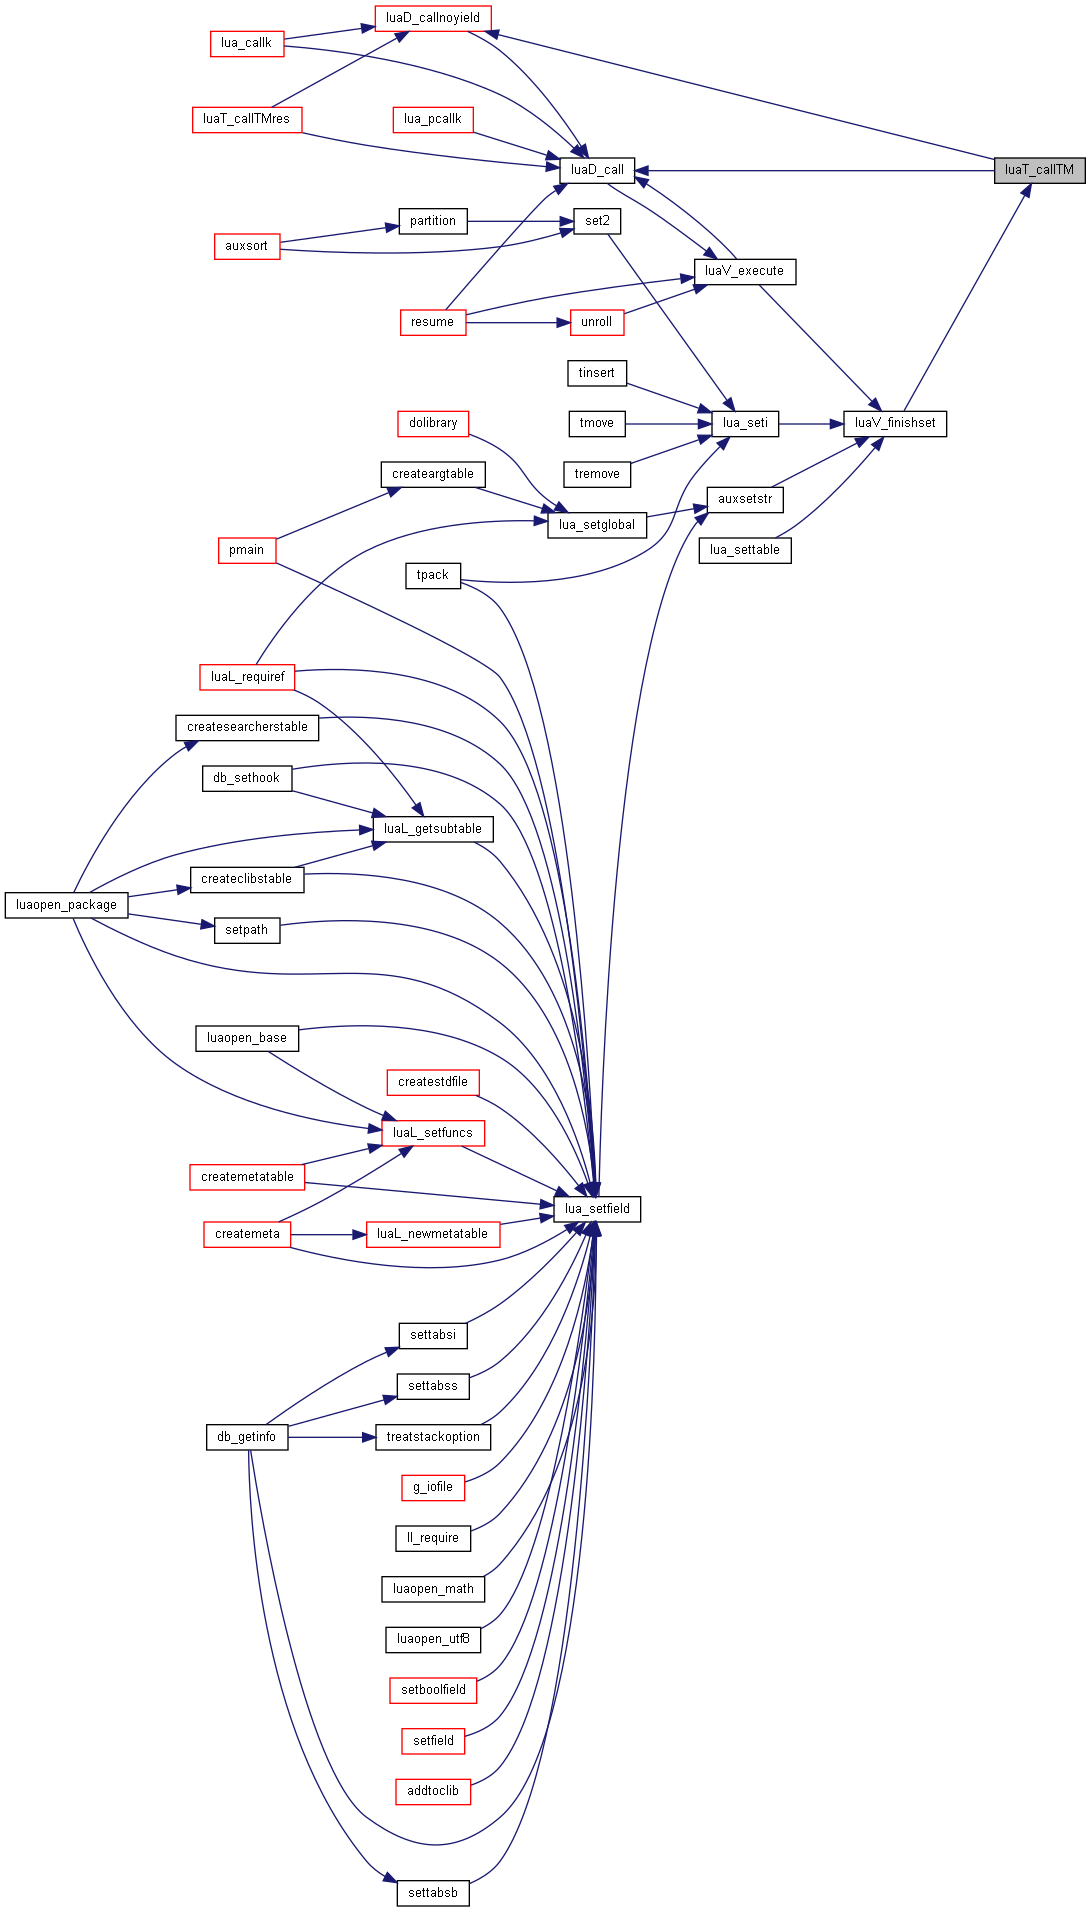 luaD_callnoyield
lua_callk
luaT_callTMres
lua_pcallk
luaD_call
luaT_callTM
partition
set2
auxsort
luaV_execute
resume
unroll
tinsert
dolibrary
tmove
lua_seti
luaV_finishset
createargtable
tremove
auxsetstr
lua_setglobal
pmain
lua_settable
tpack
luaL_requiref
createsearcherstable
db_sethook
luaL_getsubtable
createclibstable
luaopen_package
setpath
luaopen_base
createstdfile
luaL_setfuncs
createmetatable
lua_setfield
createmeta
luaL_newmetatable
settabsi
settabss
db_getinfo
treatstackoption
g_iofile
ll_require
luaopen_math
luaopen_utf8
setboolfield
setfield
addtoclib
settabsb